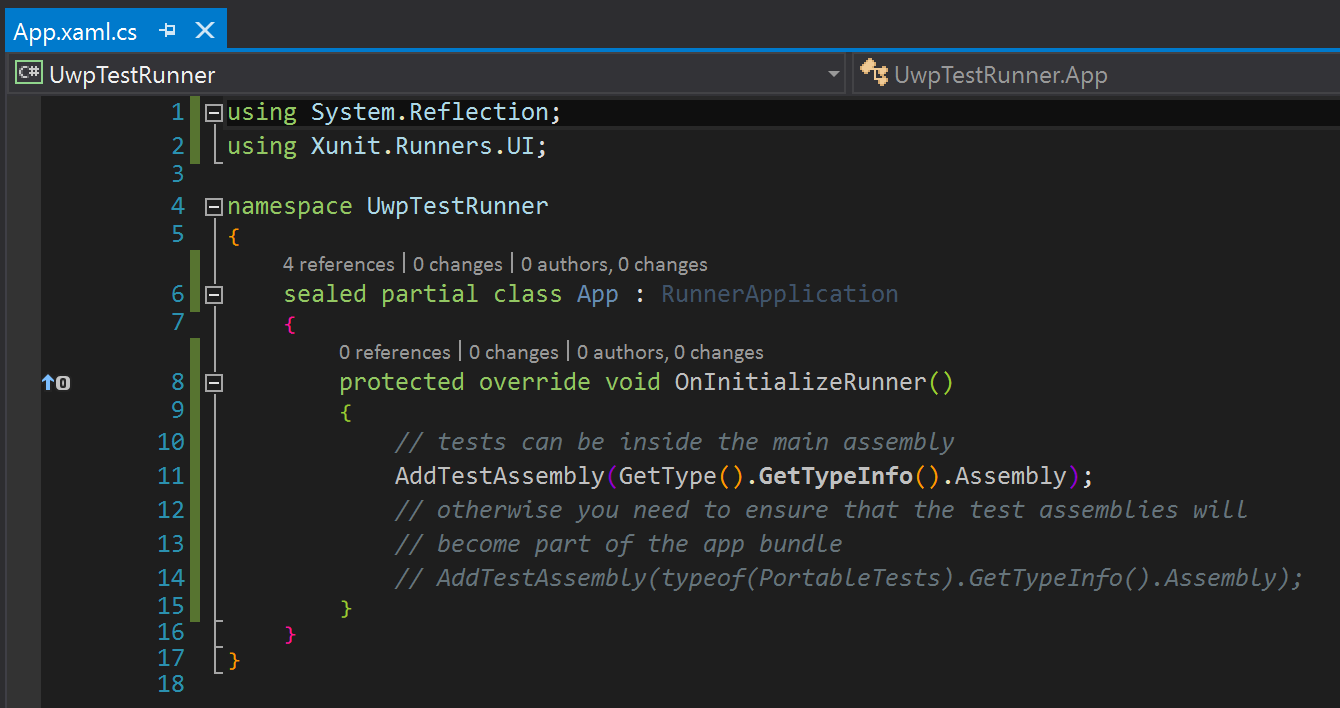 App.xaml.cs
C# UwpTestRunner
UwpTestRunner.App
1 using System.Reflection;
2 using Xunit.Runners.UI;
3
4 namespace UwpTestRunner
5 {
4 references | 0 changes | 0 authors, 0 changes
6 sealed partial class App : RunnerApplication
7 {
0 references | 0 changes | 0 authors, 0 changes
8 protected override void OnInitializeRunner()
9 {
10 // tests can be inside the main assembly
11 AddTestAssembly(GetType().GetTypeInfo().Assembly);
12 // otherwise you need to ensure that the test assemblies will
13 // become part of the app bundle
14 // AddTestAssembly(typeof(PortableTests).GetTypeInfo().Assembly);
15 }
16 }
17 }
18